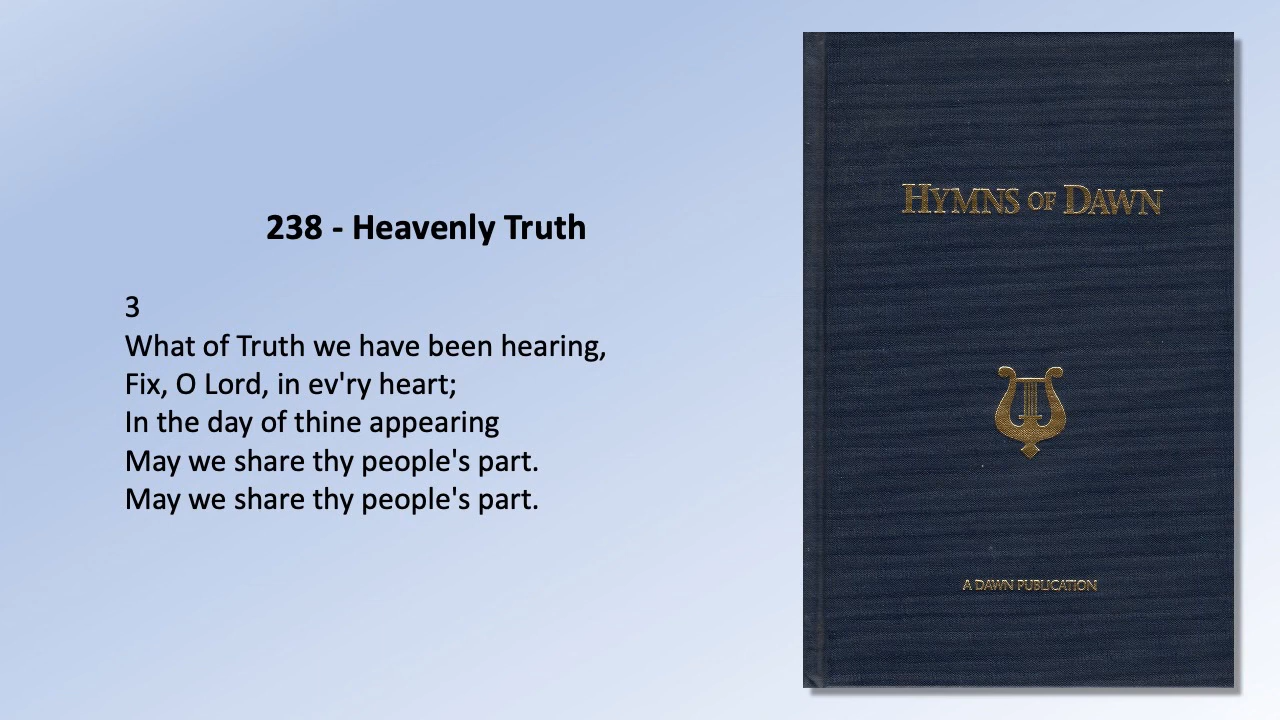 238 - Heavenly Truth
3
What of Truth we have been hearing,
Fix, O Lord, in ev'ry heart;
In the day of thine appearing
May we share thy people's part.
May we share thy people's part.
HYMNS OF DAWN
A DAWN PUBLICATION